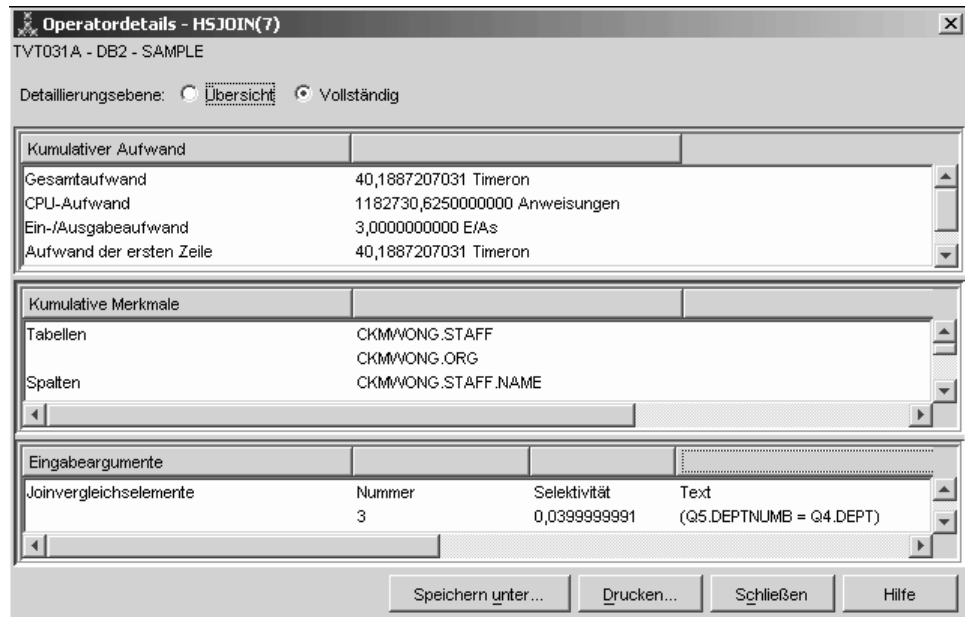 Operatordetails - HSJOIN(7)
TVT031A - DB2 - SAMPLE
Detaillierungsebene: Übersicht Vollständig
Kumulativer Aufwand
Gesamtaufwand 40,1887207031 Timeron
CPU-Aufwand 1182730,6250000000 Anweisungen
Ein-/Ausgabeaufwand 3,0000000000 E/As
Aufwand der ersten Zeile 40,1887207031 Timeron
Kumulative Merkmale
Tabellen CKMWONG.STAFF
CKMWONG.ORG
Spalten CKMWONG.STAFF.NAME
Eingabeargumente
Joinvergleichselemente Nummer Selektivität Text
3 0,0399999991 (Q5.DEPTNUMB = Q4.DEPT)
Speichern unter... Drucken... Schließen Hilfe